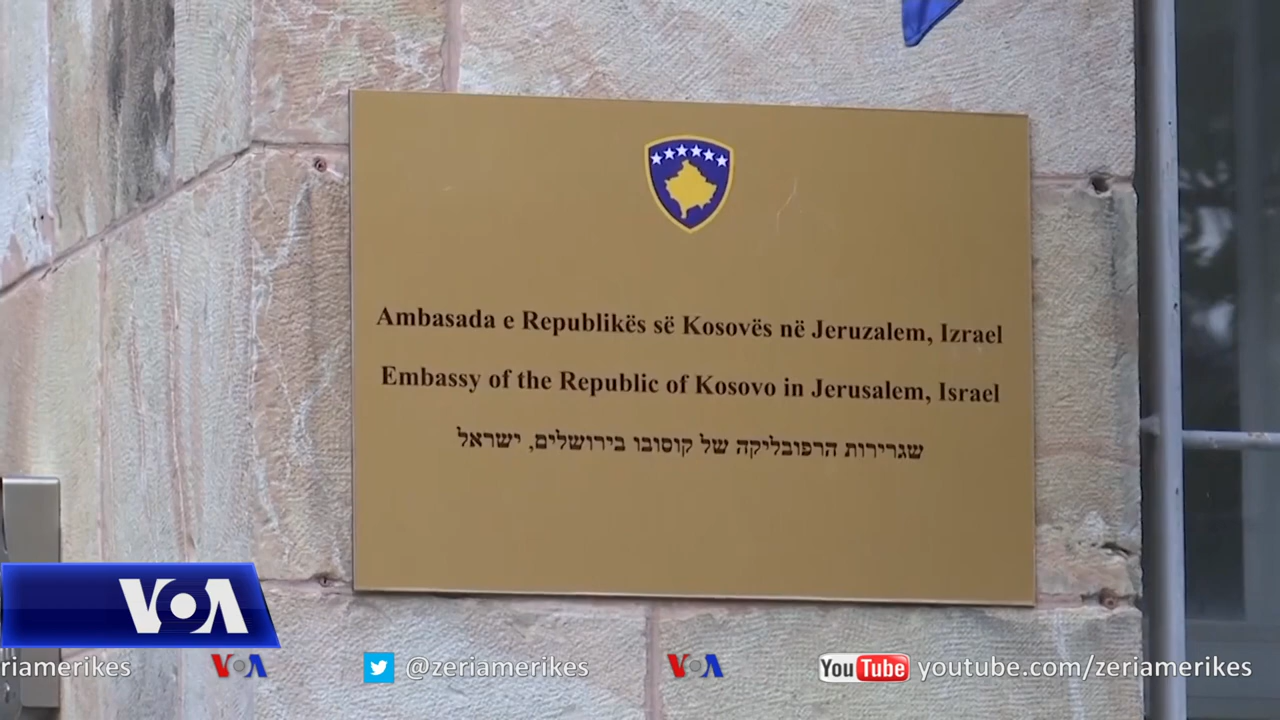 Ambasada e Republikës së Kosovës në Jeruzalem, Izrael
Embassy of the Republic of Kosovo in Jerusalem, Israel
שגרירות הרפובליקה של קוסובו בירושלים, ישראל
VOA
riamerikes VOA @zeriamerikes VOA YouTube youtube.com/zeriamerikes